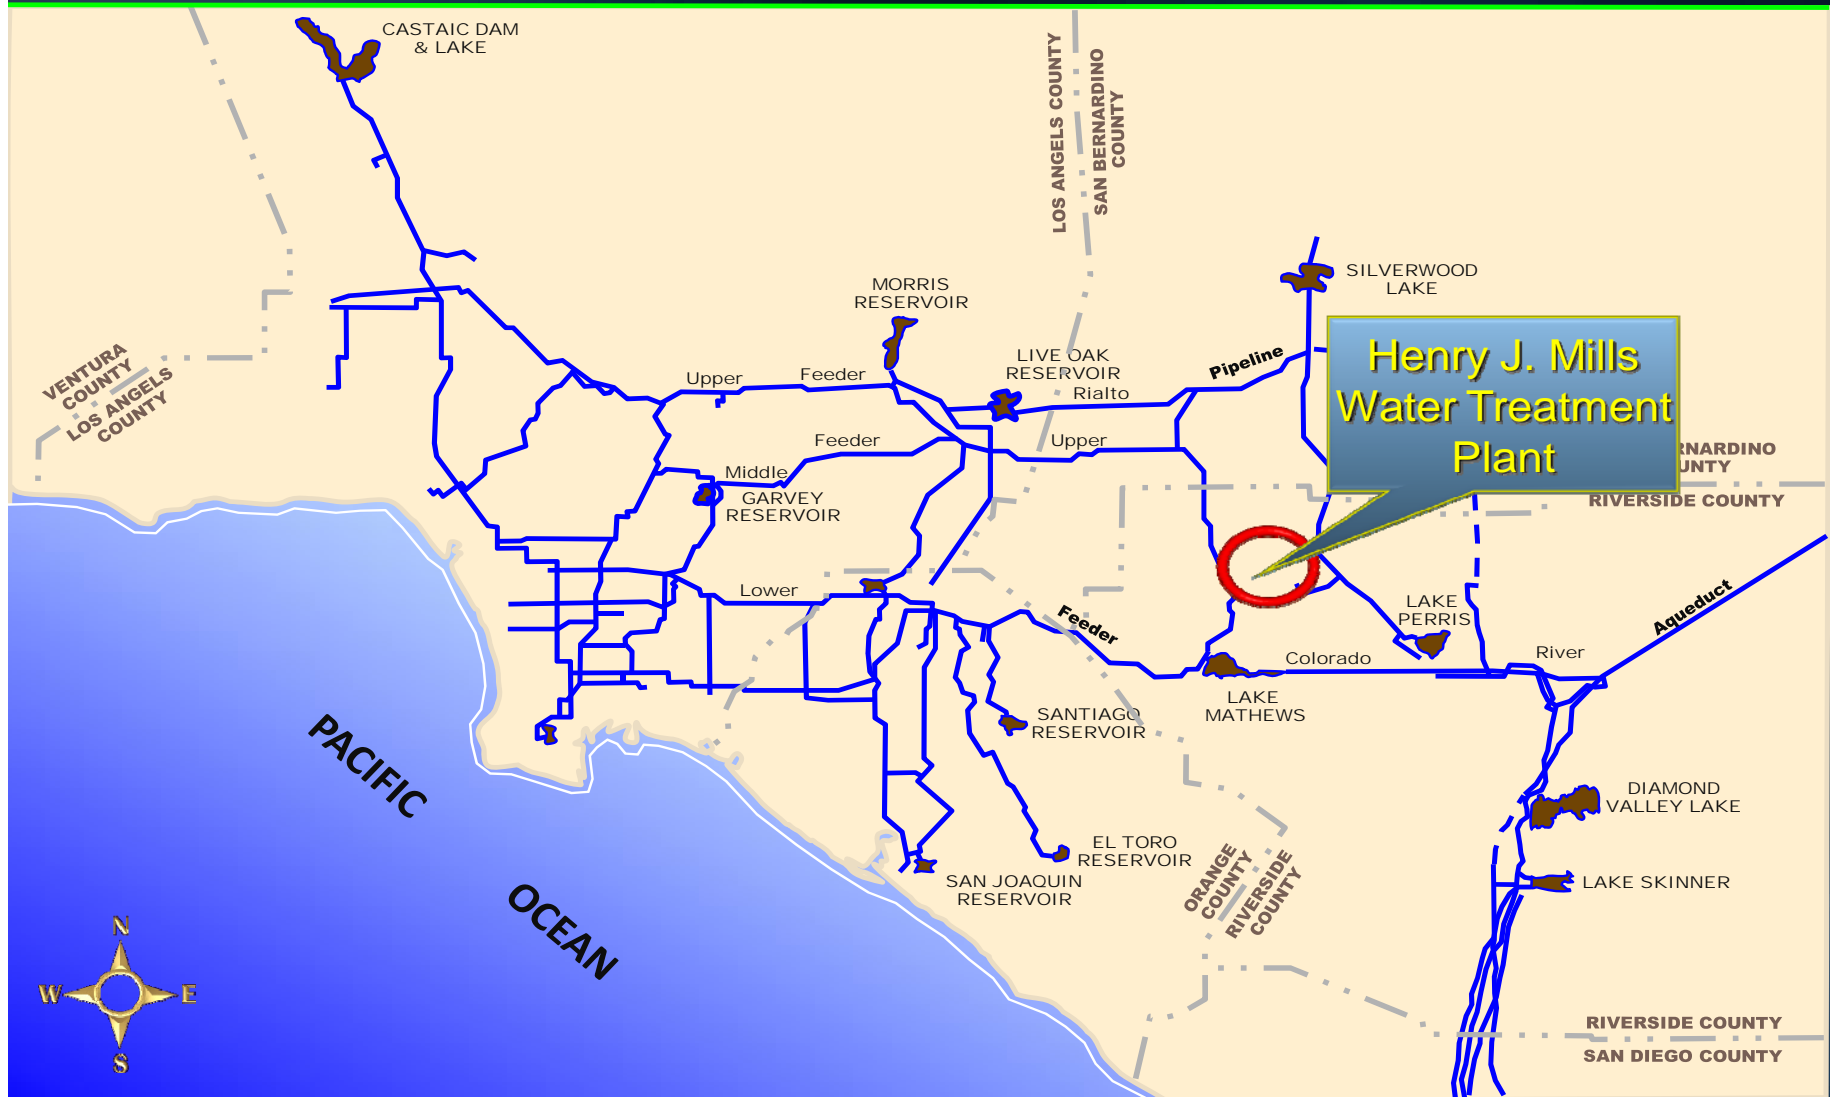 CASTAIC DAM
& LAKE
LOS ANGELS COUNTY
SAN BERNARDINO
COUNTY
SILVERWOOD
LAKE
MORRIS
RESERVOIR
Henry J. Mills
Water Treatment
Plant
LIVE OAK
RESERVOIR
Pipeline
Rialto
Upper
Feeder
VENTURA
COUNTY
LOS ANGELS
COUNTY
Feeder
Upper
RNARDINO
UNTY
RIVERSIDE COUNTY
Middle
GARVEY
RESERVOIR
Lower
Feeder
LAKE
PERRIS
Aqueduct
Colorado
River
LAKE
MATHEWS
SANTIAGO
RESERVOIR
PACIFIC
OCEAN
DIAMOND
VALLEY LAKE
EL TORO
RESERVOIR
SAN JOAQUIN
RESERVOIR
LAKE SKINNER
ORANGE
COUNTY
RIVERSIDE
COUNTY
N
W
E
S
RIVERSIDE COUNTY
SAN DIEGO COUNTY